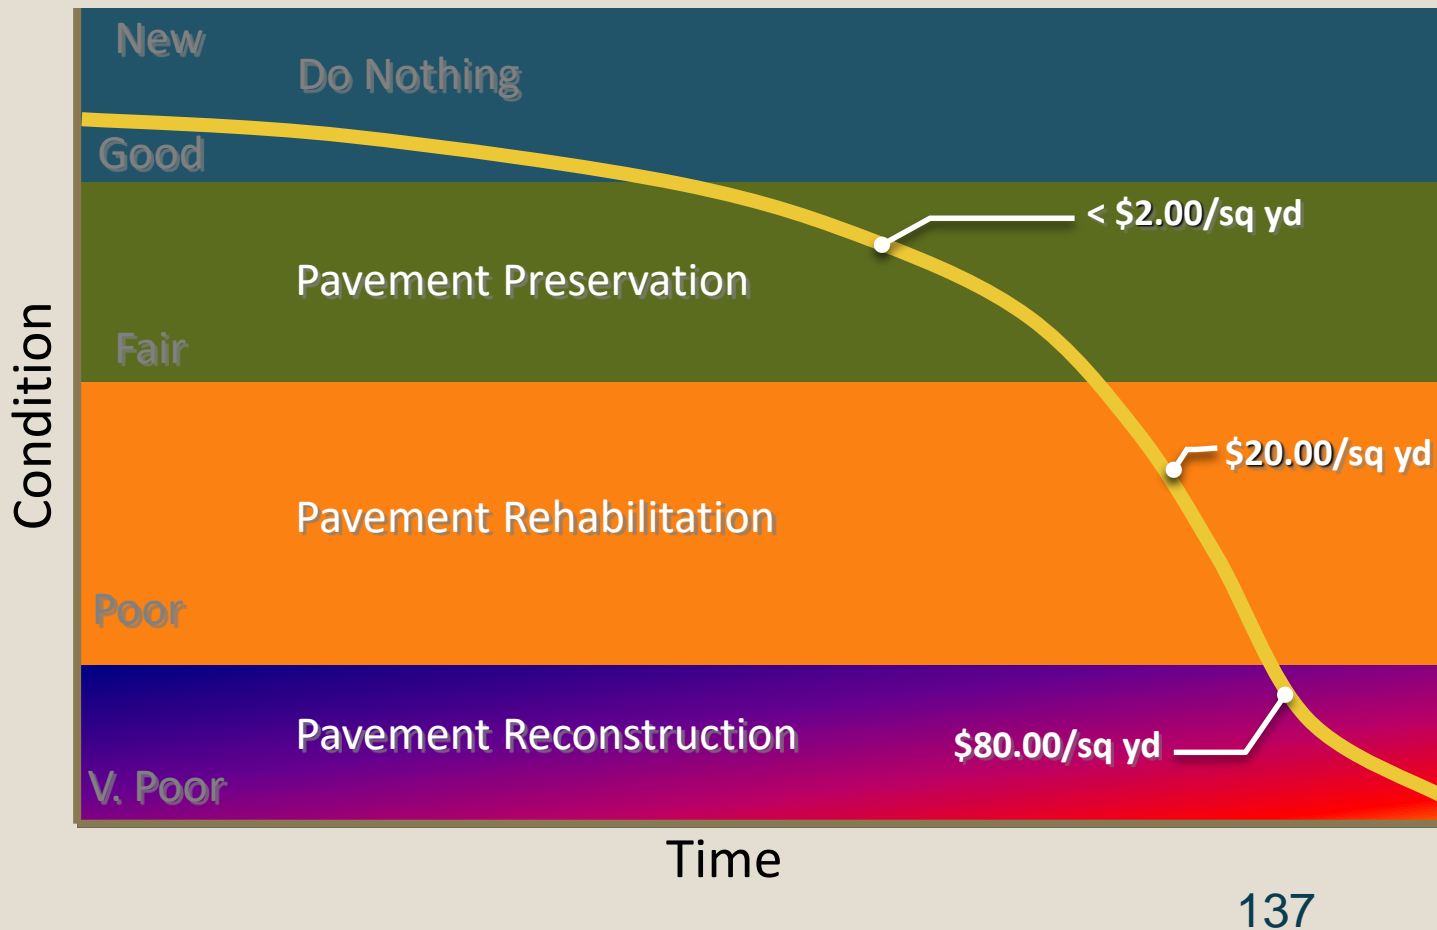 New
Do Nothing
Good
< $2.00/sq yd
Pavement Preservation
Fair
Condition
$20.00/sq yd
Pavement Rehabilitation
Poor
Pavement Reconstruction
$80.00/sq yd
V. Poor
Time
137